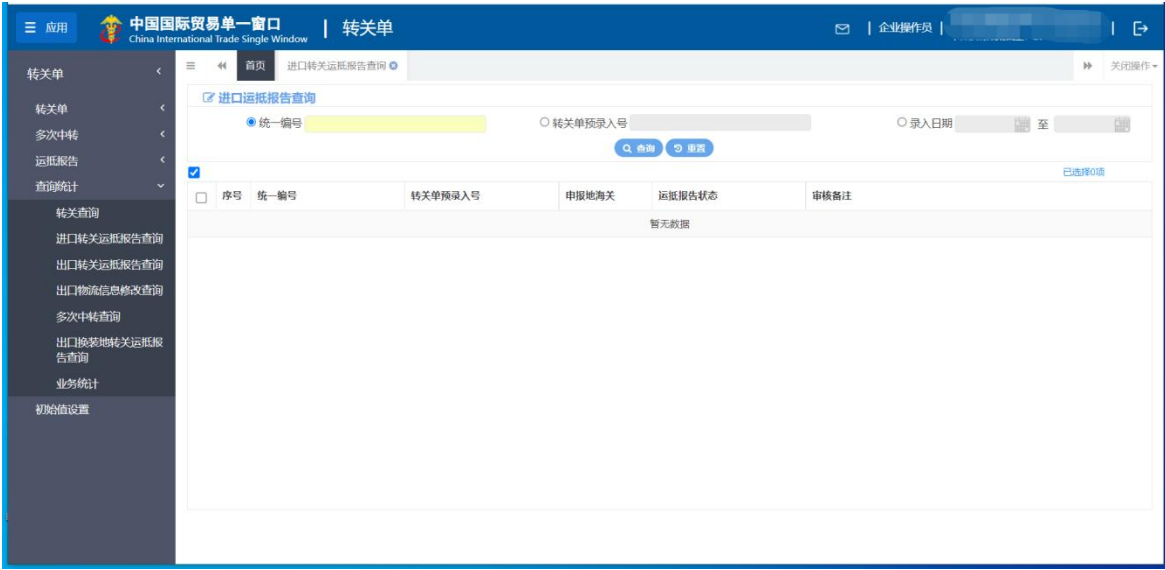 应用
中国国际贸易单一窗口
China International Trade Single Window
转关单
企业操作员
转关单
转关单
多次中转
运抵报告
查询统计
转关查询
进口转关运抵报告查询
出口转关运抵报告查询
出口物流信息修改查询
多次中转查询
出口换装地转关运抵报
告查询
业务统计
初始值设置
首页 进口转关运抵报告查询 关闭操作
进口运抵报告查询
统一编号 转关单预录入号 录入日期 至
查询 重置
已选择0项
序号 统一编号 转关单预录入号 申报地海关 运抵报告状态 审核备注
暂无数据